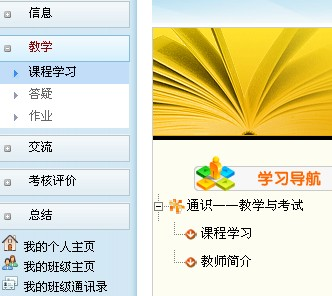 信息
教学
课程学习
答疑
作业
交流
考核评价
总结
我的个人主页
我的班级主页
我的班级通讯录
学习导航
通识——教学与考试
课程学习
教师简介